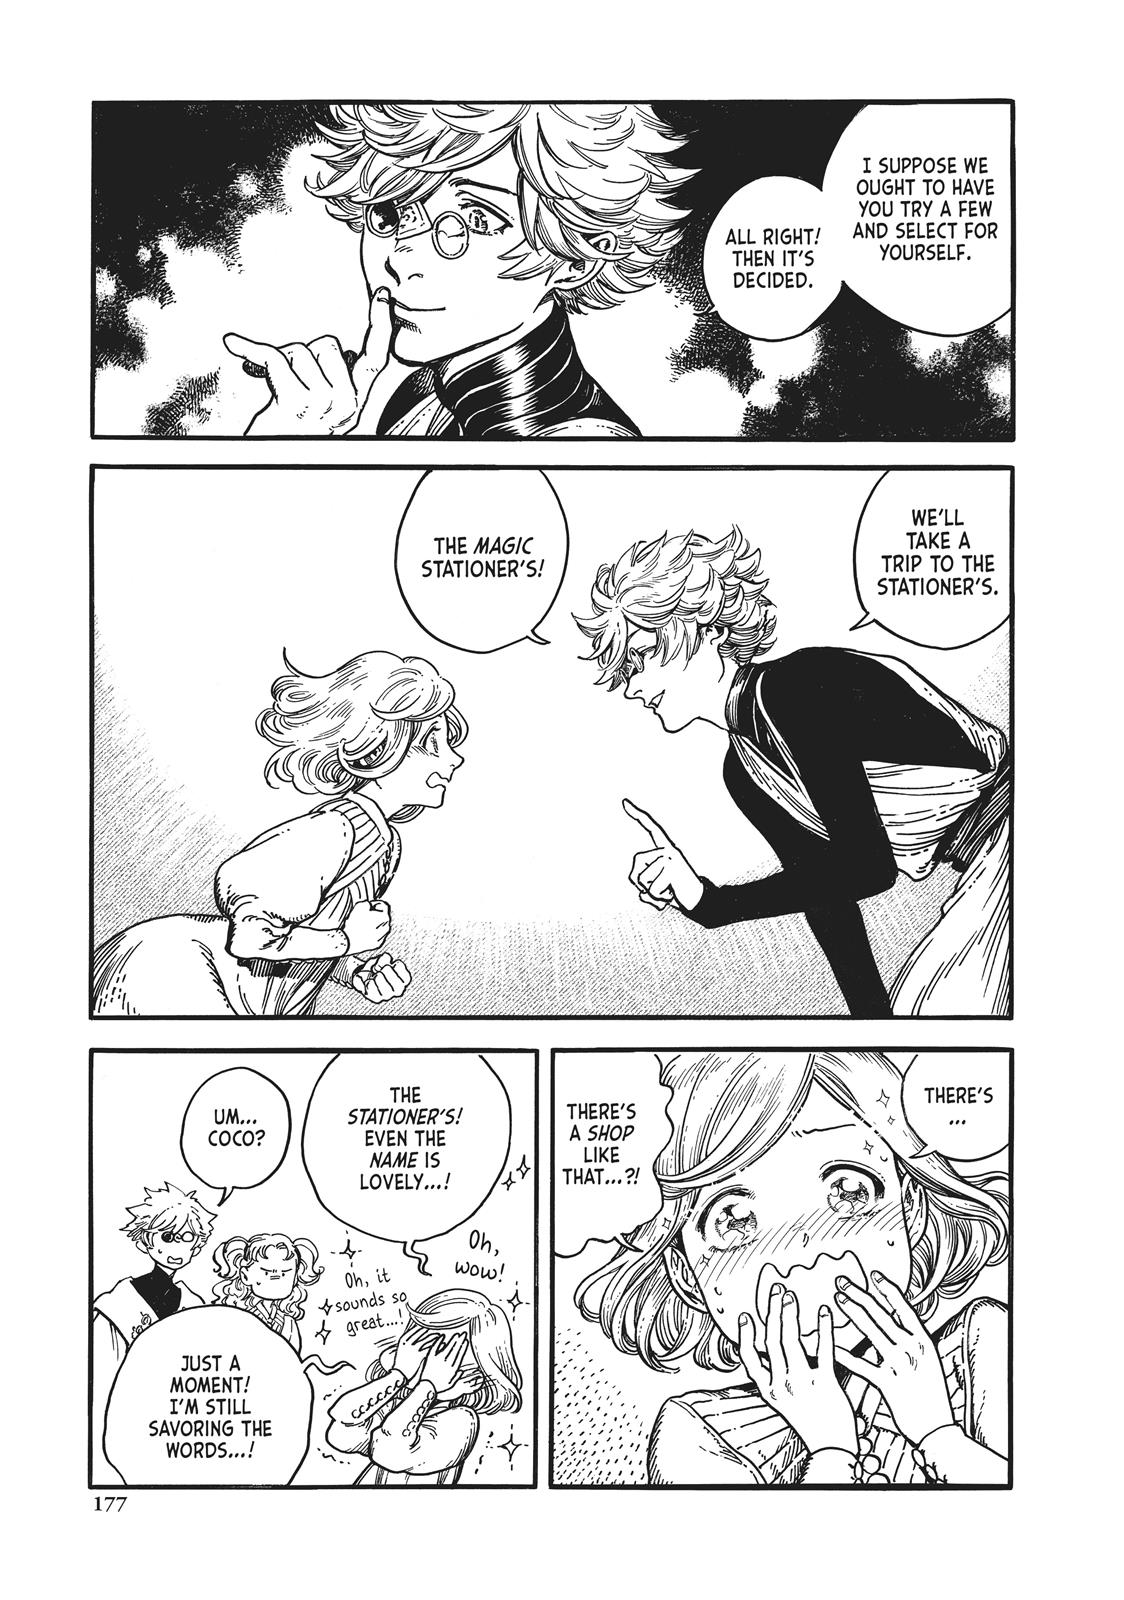 I SUPPOSE WE
OUGHT TO HAVE
YOU TRY A FEW
AND SELECT FOR
YOURSELF.
ALL RIGHT!
THEN IT'S
DECIDED.
WE'LL
TAKE A
TRIP TO THE
STATIONER'S.
THE MAGIC
STATIONER'S!
THERE'S
...
THERE'S
A SHOP
LIKE
THAT...?!
THE
STATIONER'S!
EVEN THE
NAME IS
LOVELY...!
UM...
COCO?
Oh,
wow!
Oh, it
sounds so
great...!
JUST A
MOMENT!
I'M STILL
SAVORING THE
WORDS...!
177